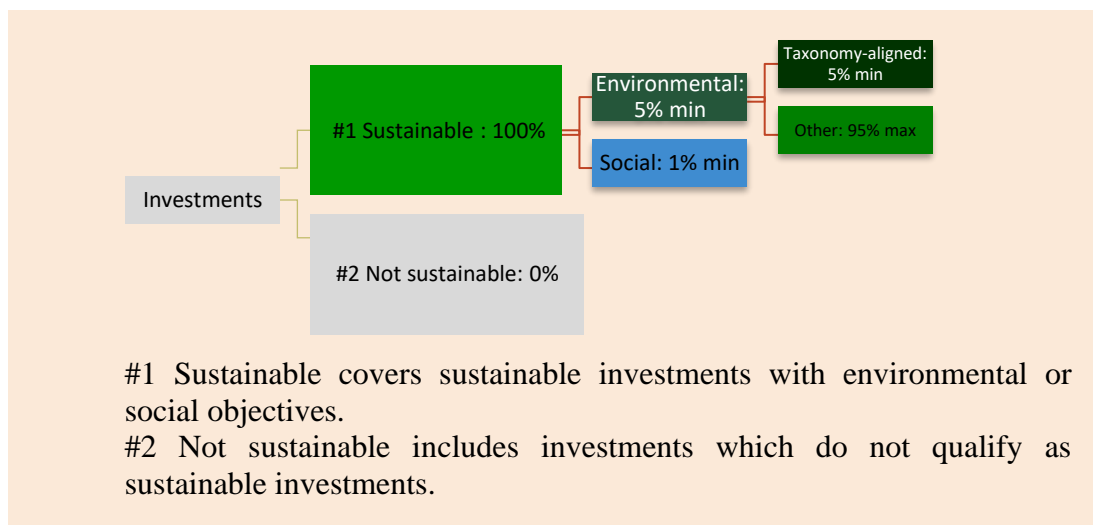 Taxonomy-aligned:
5% min
Environmental:
5% min
#1 Sustainable : 100%
Other: 95% max
Social: 1% min
Investments
#2 Not sustainable: 0%
#1 Sustainable covers sustainable investments with environmental or
social objectives.
#2 Not sustainable includes investments which do not qualify as
sustainable investments.